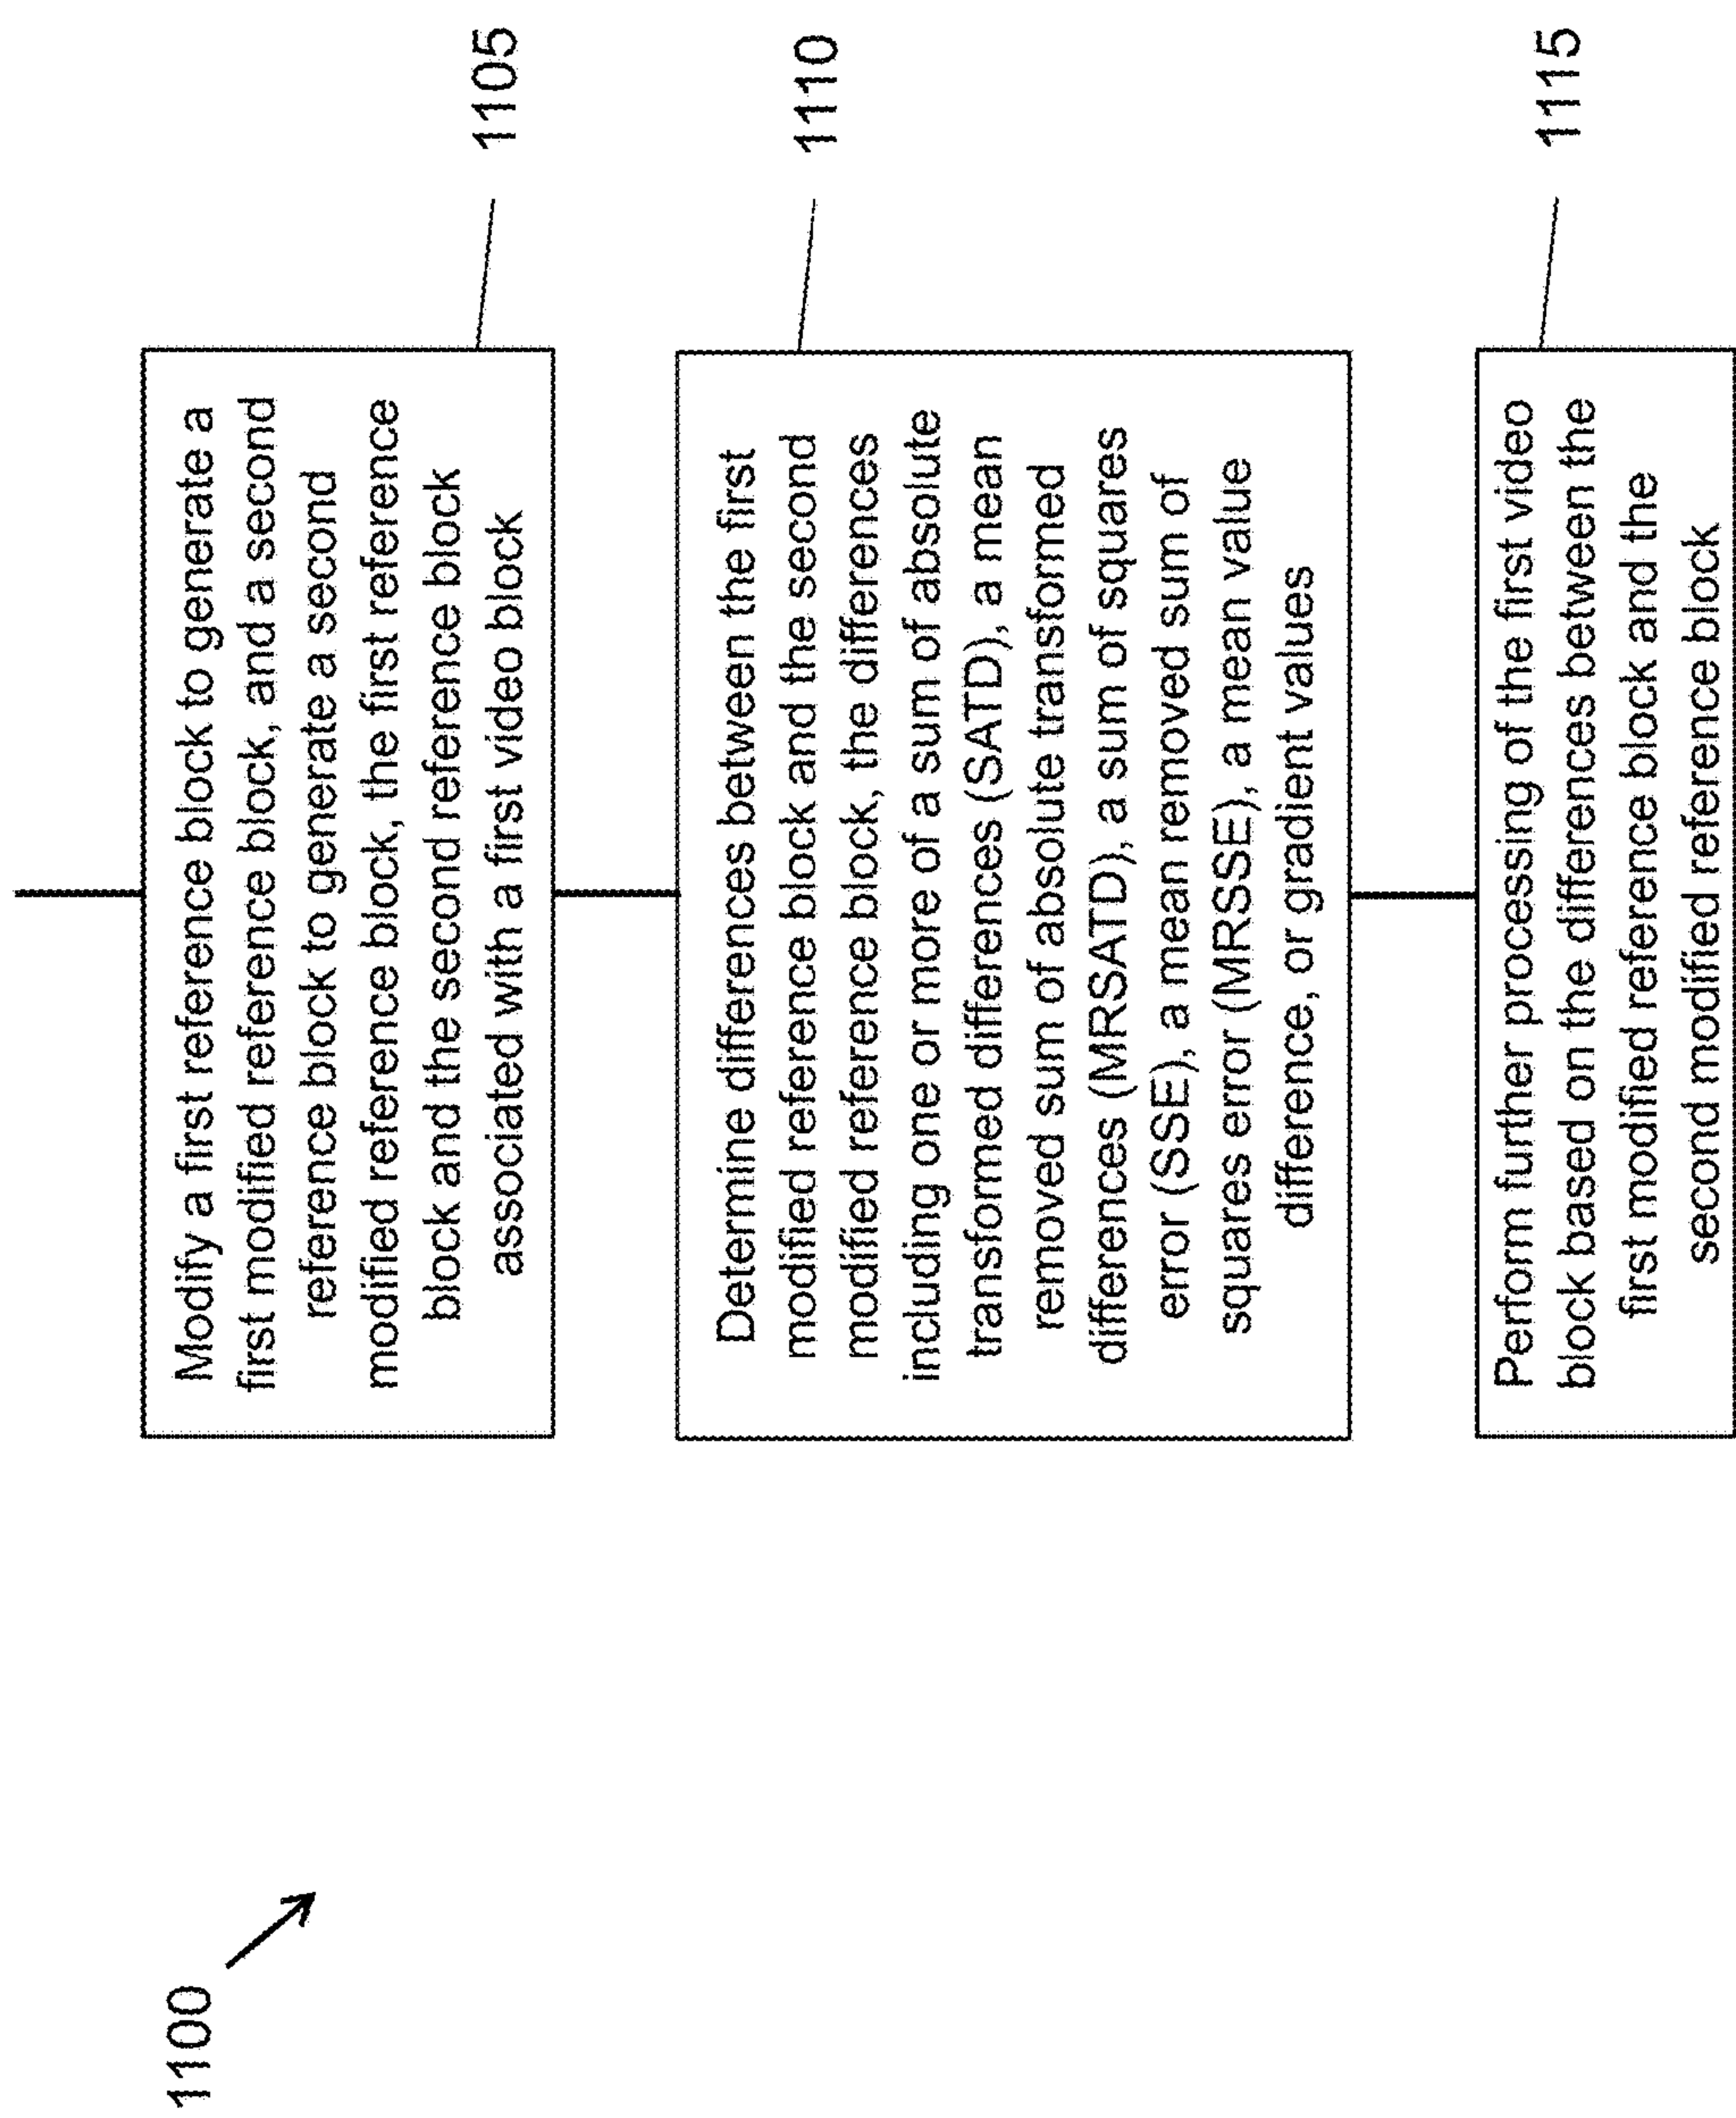 1100
Modify a first reference block to generate a
first modified reference block, and a second
reference block to generate a second
modified reference block, the first reference
block and the second reference block
associated with a first video block
1105
Determine differences between the first
modified reference block and the second
modified reference block, the differences
including one or more of a sum of absolute
transformed differences (SATD), a mean
removed sum of absolute transformed
differences (MRSATD), a sum of squares
error (SSE), a mean removed sum of
squares error (MRSSE), a mean value
difference, or gradient values
1110
Perform further processing of the first video
block based on the differences between the
first modified reference block and the
second modified reference block
1115